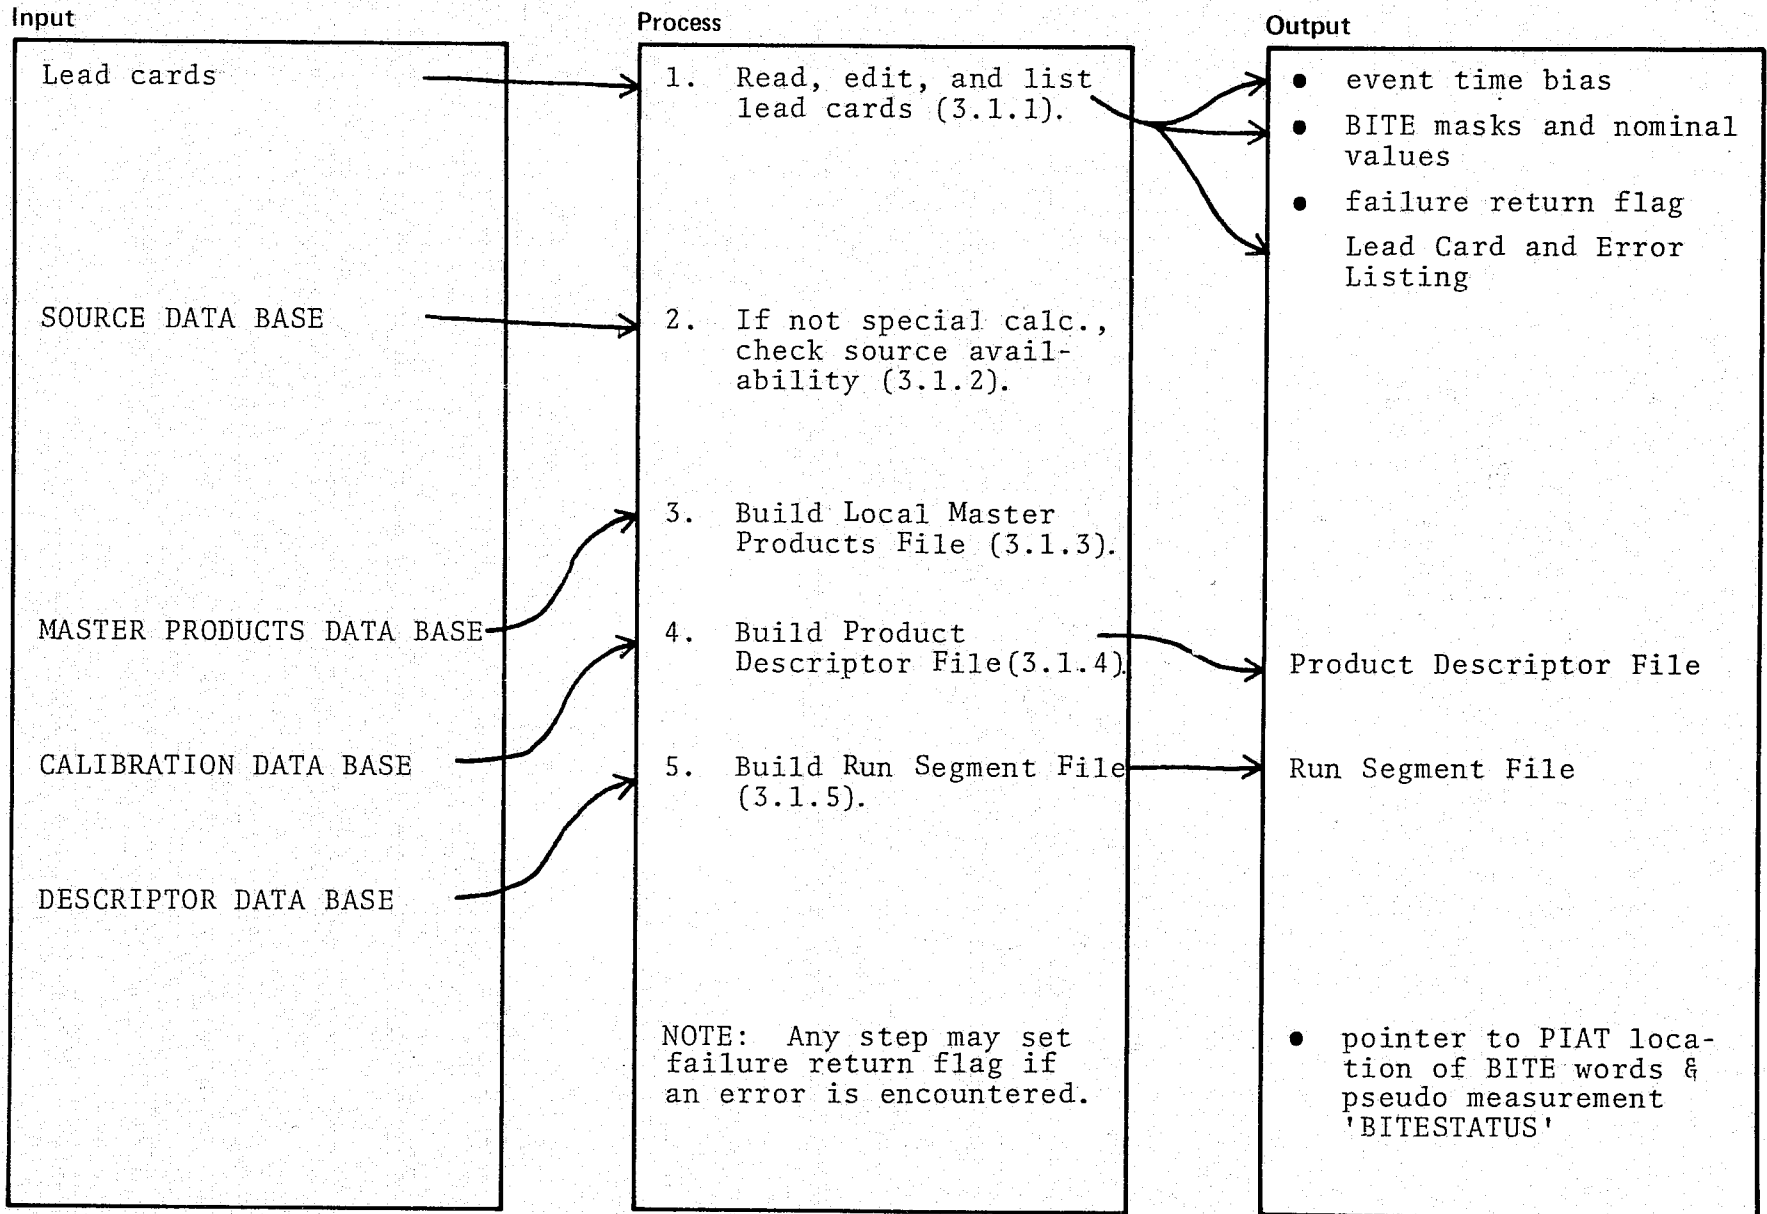 Input
Lead cards
SOURCE DATA BASE
MASTER PRODUCTS DATA BASE
CALIBRATION DATA BASE
DESCRIPTOR DATA BASE
Process
1. Read, edit, and list
lead cards (3.1.1).
2. If not special calc.,
check source avail-
ability (3.1.2).
3. Build Local Master
Products File (3.1.3).
4. Build Product
Descriptor File(3.1.4).
5. Build Run Segment File
(3.1.5).
NOTE: Any step may set
failure return flag if
an error is encountered.
Output
● event time bias
● BITE masks and nominal
values
● failure return flag
Lead Card and Error
Listing
Product Descriptor File
Run Segment File
● pointer to PIAT loca-
tion of BITE words &
pseudo measurement
'BITESTATUS'